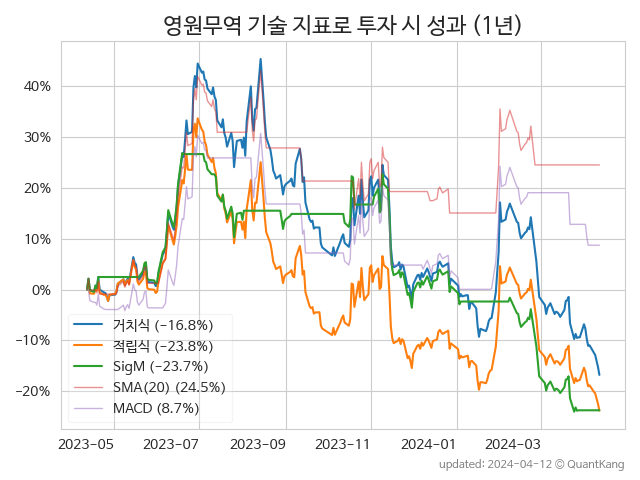 영원무역 기술 지표로 투자 시 성과 (1년)
40%
30%
20%
10%
0%
−10%
−20%
거치식 (−16.8%)
적립식 (−23.8%)
SigM (−23.7%)
SMA(20) (24.5%)
MACD (8.7%)
2023-05 2023-07 2023-09 2023-11 2024-01 2024-03
updated: 2024-04-12 © QuantKang